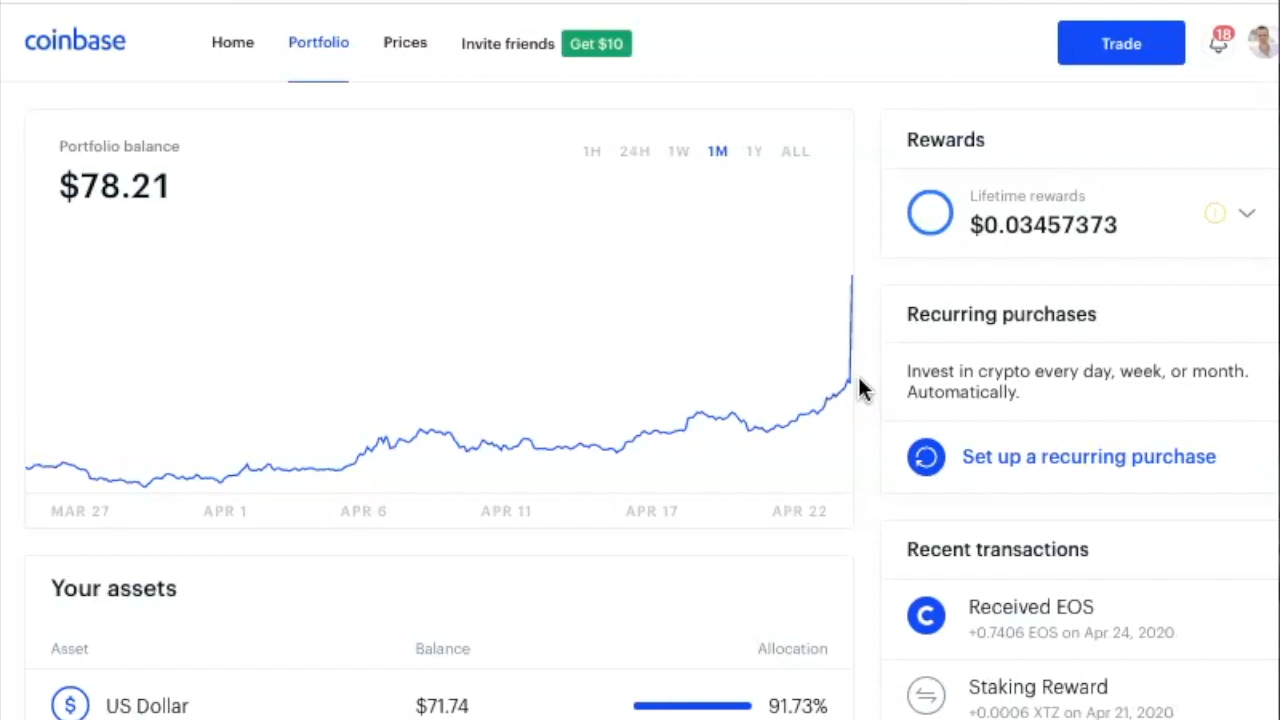 coinbase
Home
Portfolio
Prices
Invite friends
Get $10
Trade
18
Portfolio balance
$78.21
1H 24H 1W 1M 1Y ALL
MAR 27 APR 1 APR 6 APR 11 APR 17 APR 22
Your assets
Asset Balance Allocation
$ US Dollar $71.74 91.73%
Rewards
Lifetime rewards
$0.03457373
Recurring purchases
Invest in crypto every day, week, or month.
Automatically.
Set up a recurring purchase
Recent transactions
C
Received EOS
+0.7406 EOS on Apr 24, 2020
Staking Reward
+0.0006 XTZ on Apr 21, 2020